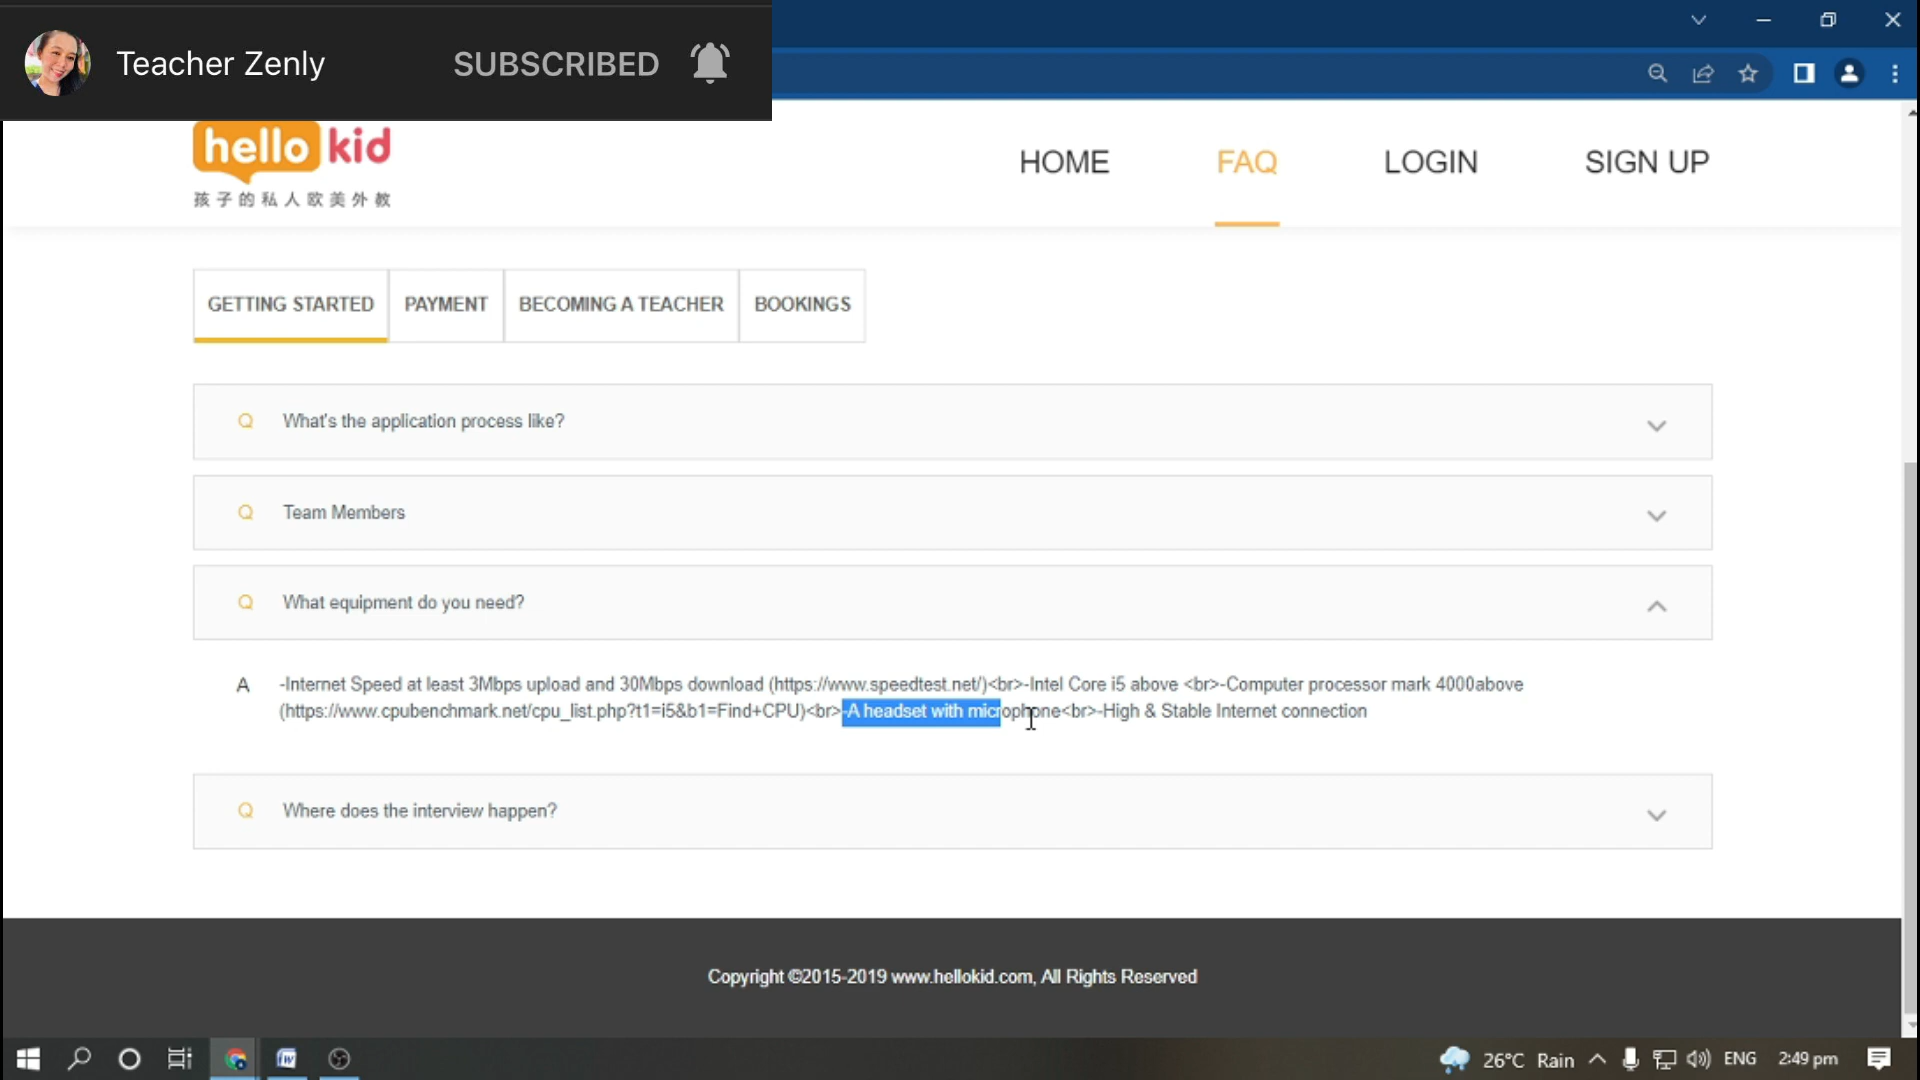 Teacher Zenly SUBSCRIBED
hello kid
孩子的私人欧美外教
HOME FAQ LOGIN SIGN UP
GETTING STARTED PAYMENT BECOMING A TEACHER BOOKINGS
Q What's the application process like?
Q Team Members
Q What equipment do you need?
A -Internet Speed at least 3Mbps upload and 30Mbps download (https://www.speedtest.net/)<br>-Intel Core i5 above <br>-Computer processor mark 4000above
(https://www.cpubenchmark.net/cpu_list.php?t1=i5&b1=Find+CPU)<br>-A headset with microphone<br>-High & Stable Internet connection
Q Where does the interview happen?
Copyright ©2015-2019 www.hellokid.com, All Rights Reserved
26°C Rain ENG 2:49 pm